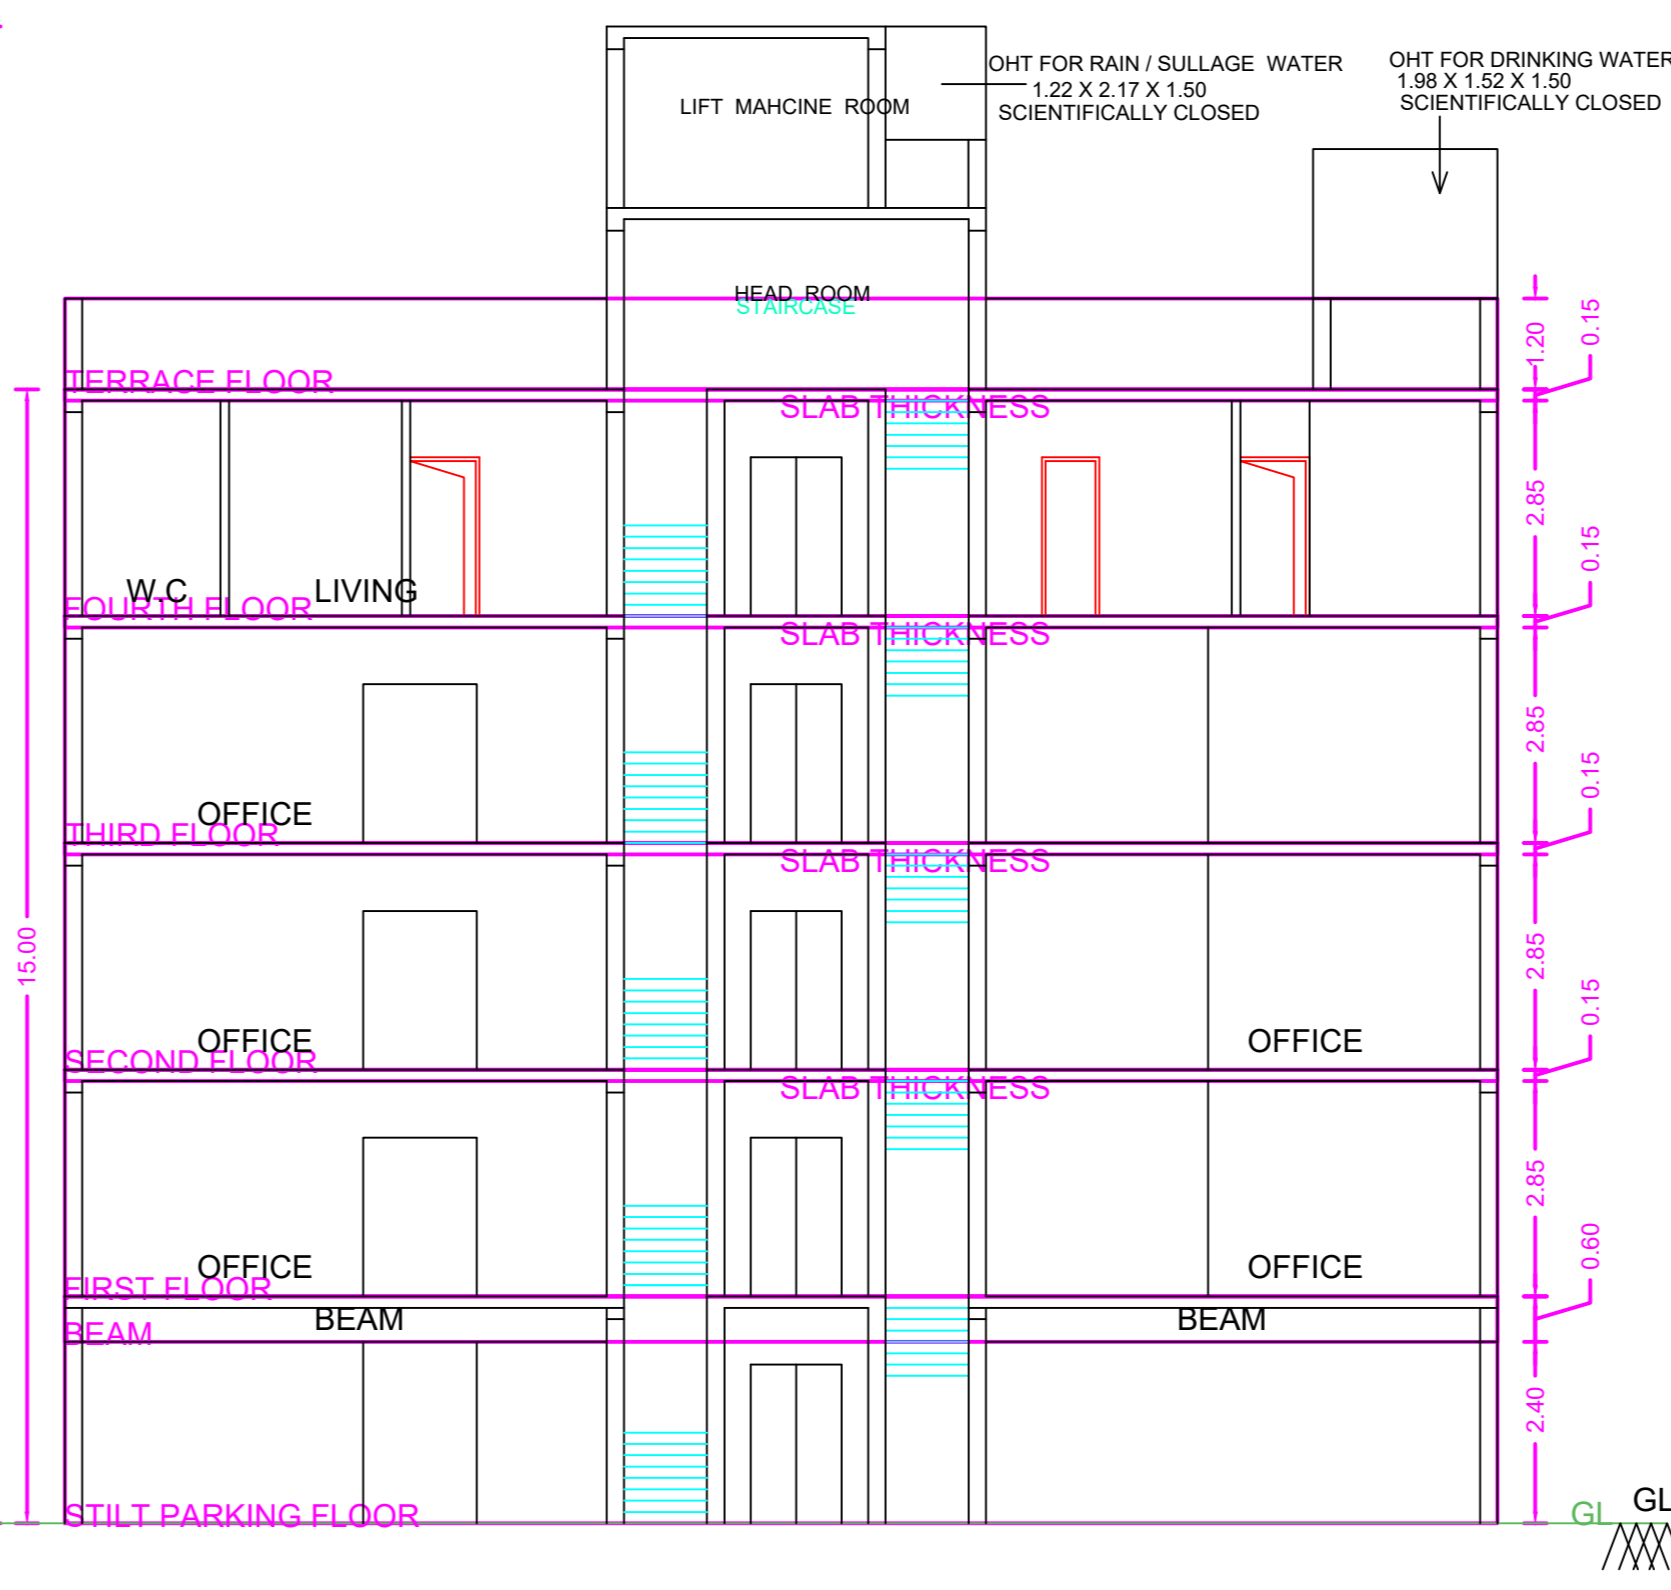 OHT FOR RAIN / SULLAGE WATER
1.22 X 2.17 X 1.50
SCIENTIFICALLY CLOSED
OHT FOR DRINKING WATER
1.98 X 1.52 X 1.50
SCIENTIFICALLY CLOSED
LIFT MAHCINE ROOM
HEAD ROOM
STAIRCASE
1.20
0.15
TERRACE FLOOR
SLAB THICKNESS
2.85
0.15
W.C
LIVING
FOURTH FLOOR
SLAB THICKNESS
2.85
0.15
OFFICE
THIRD FLOOR
SLAB THICKNESS
15.00
2.85
0.15
OFFICE
OFFICE
SECOND FLOOR
SLAB THICKNESS
2.85
0.60
OFFICE
OFFICE
FIRST FLOOR
BEAM
BEAM
BEAM
2.40
STILT PARKING FLOOR
GL
GL